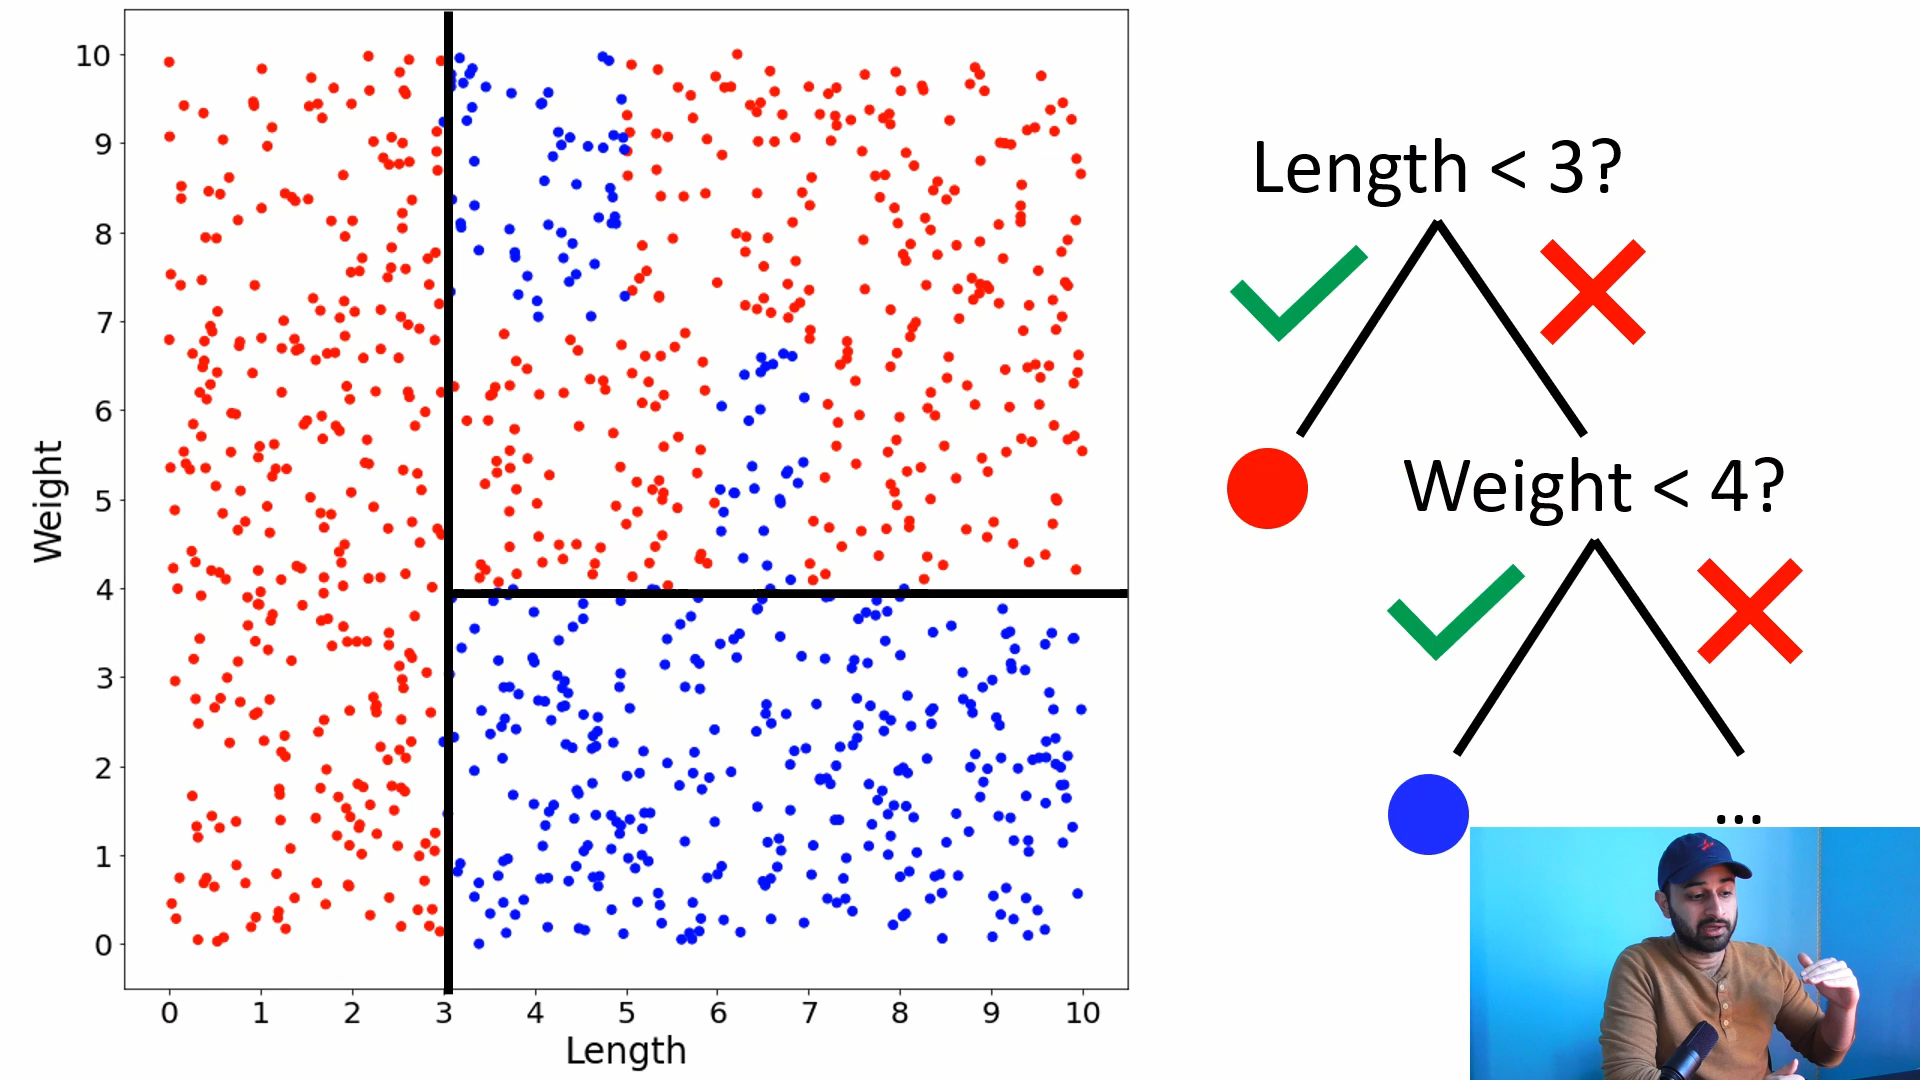 10
9
8
7
6
5
4
3
2
1
0
Weight
0 1 2 3 4 5 6 7 8 9 10
Length
Length < 3?
Weight < 4?
...